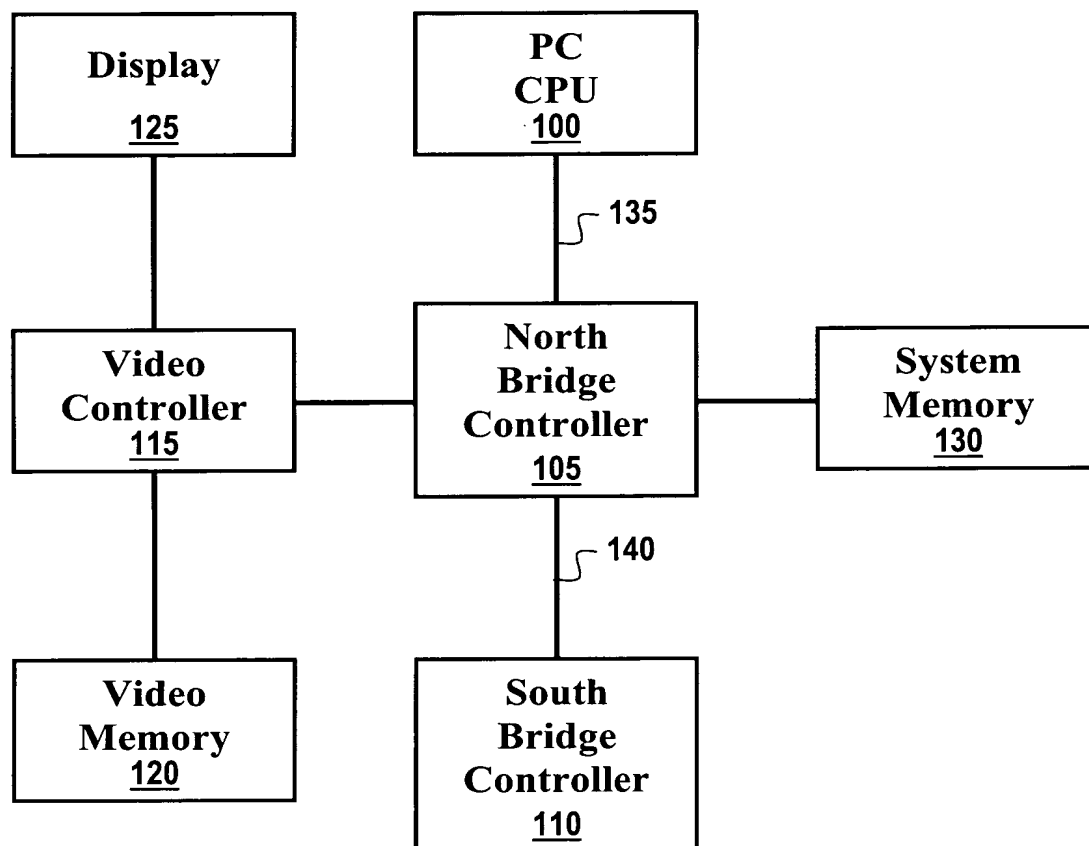 Display
125
PC
CPU
100
135
Video
Controller
115
North
Bridge
Controller
105
System
Memory
130
140
Video
Memory
120
South
Bridge
Controller
110